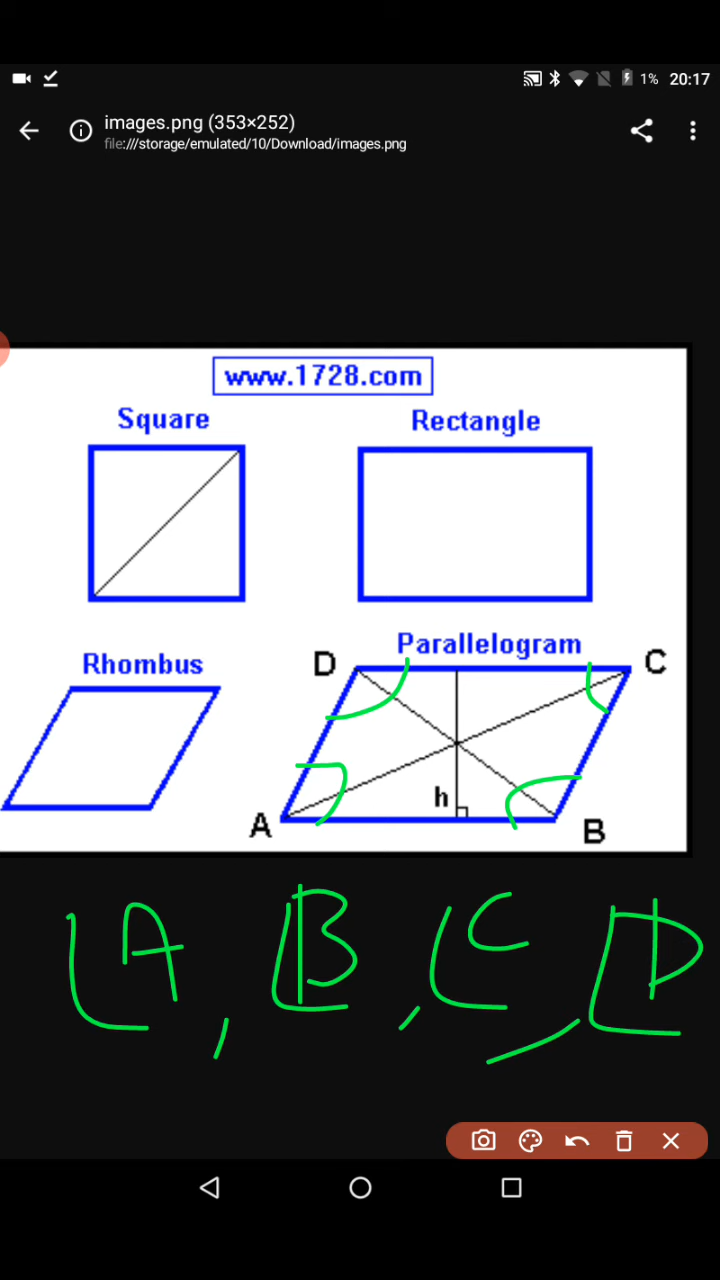 1% 20:17
images.png (353×252)
file:///storage/emulated/10/Download/images.png
www.1728.com
Square Rectangle
Rhombus Parallelogram
D C
h
A B
∠A, ∠B, ∠C, ∠D